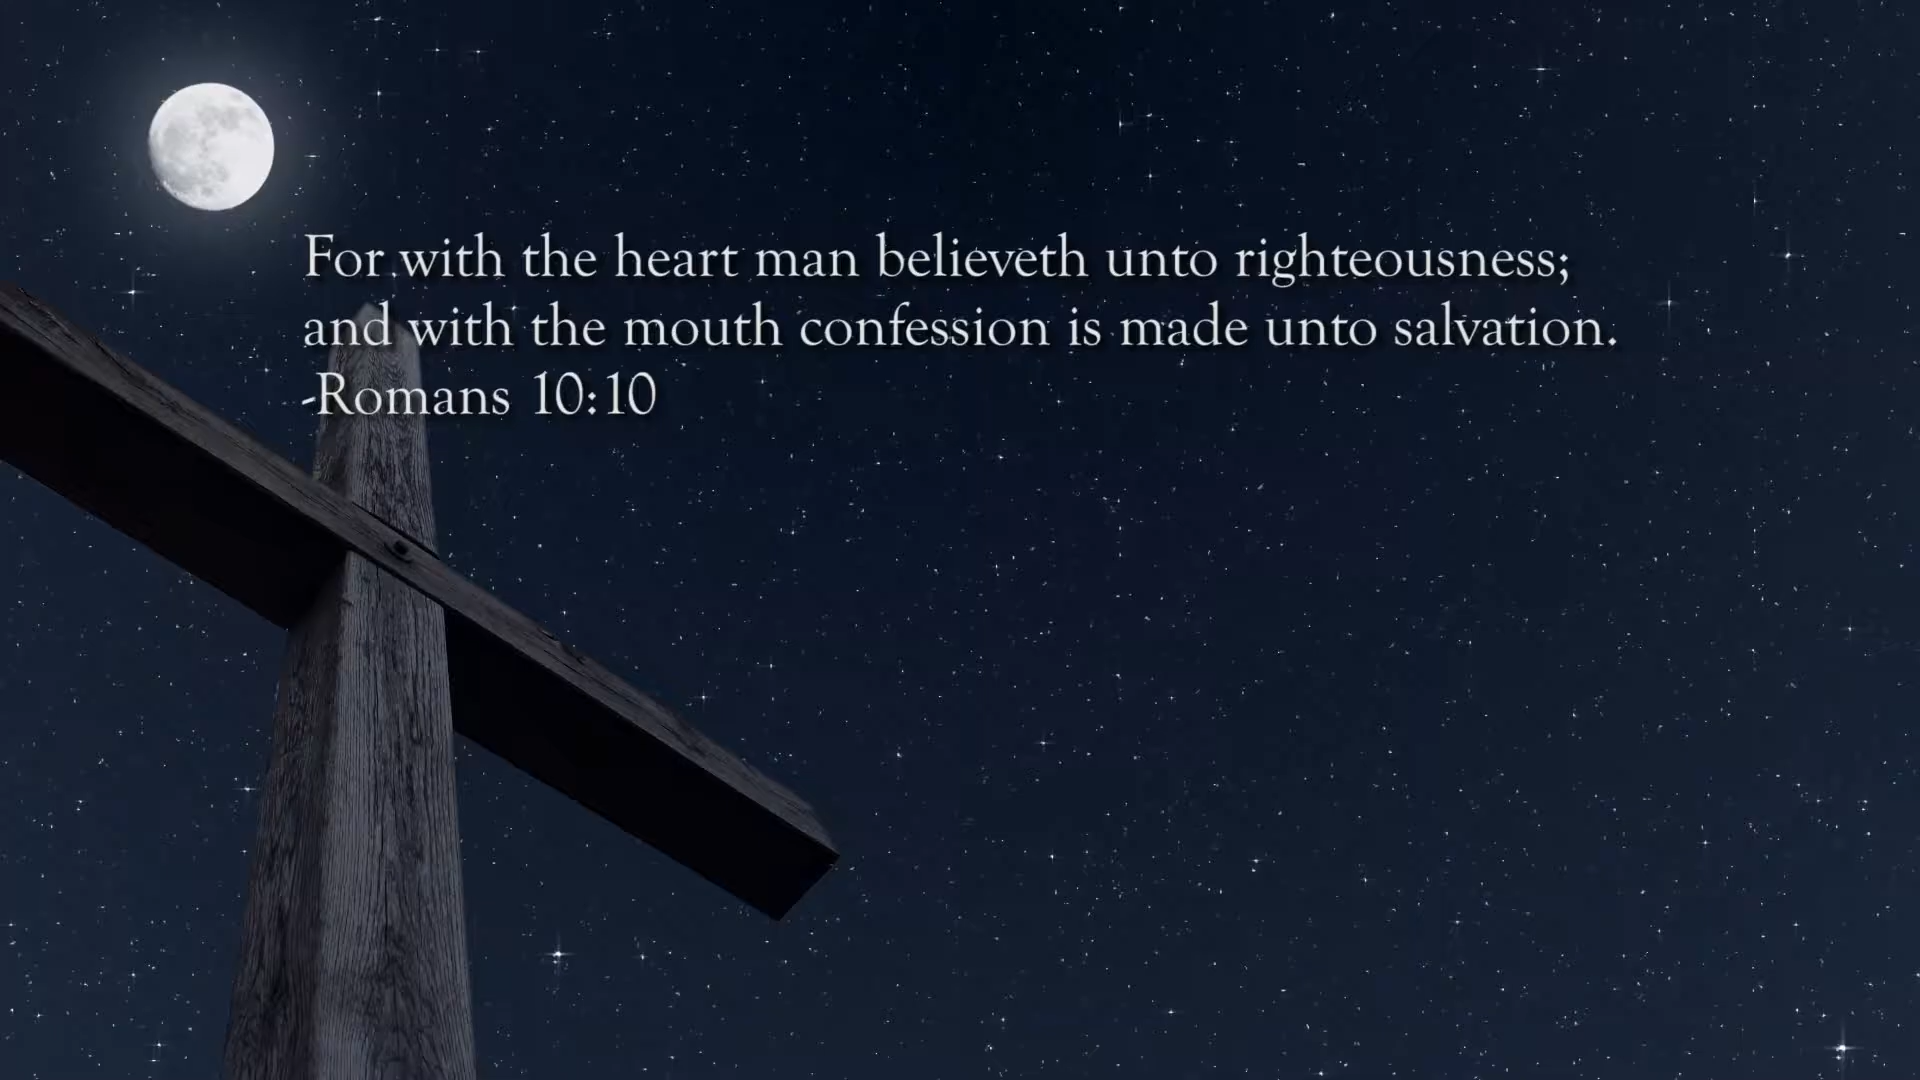 For with the heart man believeth unto righteousness;
and with the mouth confession is made unto salvation.
-Romans 10:10